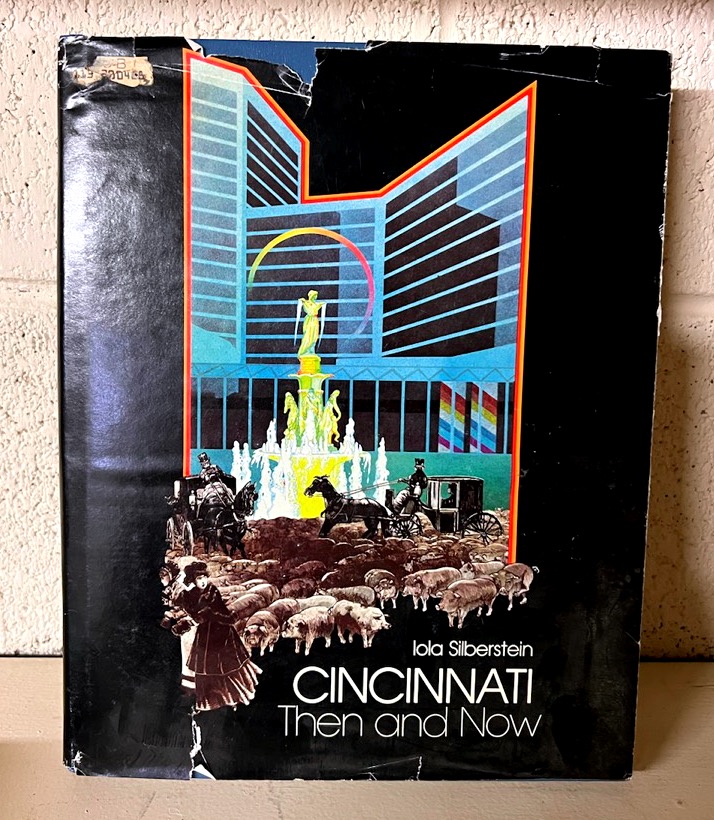 Iola Silberstein
CINCINNATI
Then and Now